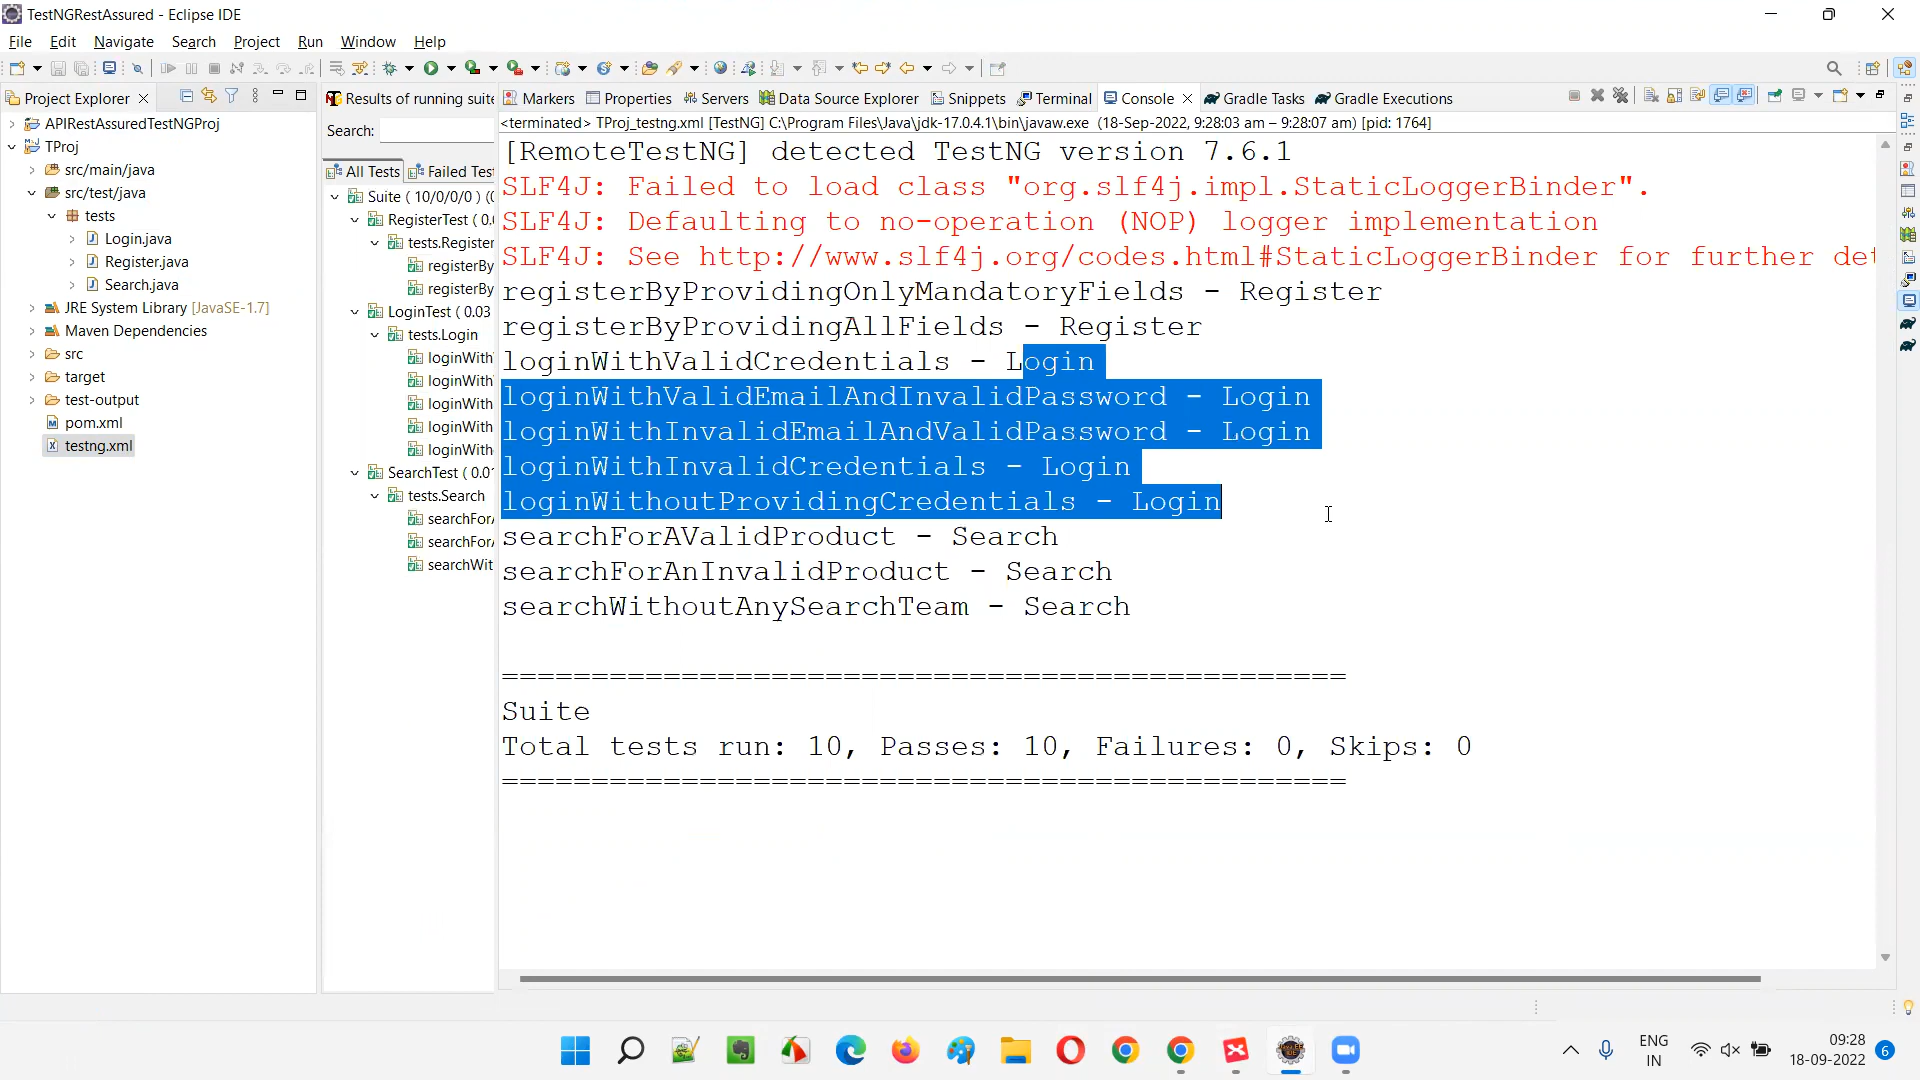 TestNGRestAssured - Eclipse IDE
File Edit Navigate Search Project Run Window Help
Project Explorer
APIRestAssuredTestNGProj
TProj
src/main/java
src/test/java
tests
Login.java
Register.java
Search.java
JRE System Library [JavaSE-1.7]
Maven Dependencies
src
target
test-output
pom.xml
testng.xml
Results of running suite
Search:
All Tests Failed Tes
Suite ( 10/0/0/0 ) (0
RegisterTest ( 0.0
tests.Register
registerBy
registerBy
LoginTest ( 0.03
tests.Login
loginWith
loginWith
loginWith
loginWith
loginWith
SearchTest ( 0.01
tests.Search
searchForA
searchForA
searchWit
Markers Properties Servers Data Source Explorer Snippets Terminal Console Gradle Tasks Gradle Executions
<terminated> TProj_testng.xml [TestNG] C:\Program Files\Java\jdk-17.0.4.1\bin\javaw.exe (18-Sep-2022, 9:28:03 am – 9:28:07 am) [pid: 1764]
[RemoteTestNG] detected TestNG version 7.6.1
SLF4J: Failed to load class "org.slf4j.impl.StaticLoggerBinder".
SLF4J: Defaulting to no-operation (NOP) logger implementation
SLF4J: See http://www.slf4j.org/codes.html#StaticLoggerBinder for further det
registerByProvidingOnlyMandatoryFields - Register
registerByProvidingAllFields - Register
loginWithValidCredentials - Login
loginWithValidEmailAndInvalidPassword - Login
loginWithInvalidEmailAndValidPassword - Login
loginWithInvalidCredentials - Login
loginWithoutProvidingCredentials - Login
searchForAValidProduct - Search
searchForAnInvalidProduct - Search
searchWithoutAnySearchTeam - Search
===============================================
Suite
Total tests run: 10, Passes: 10, Failures: 0, Skips: 0
===============================================
ENG
IN
09:28
18-09-2022
6